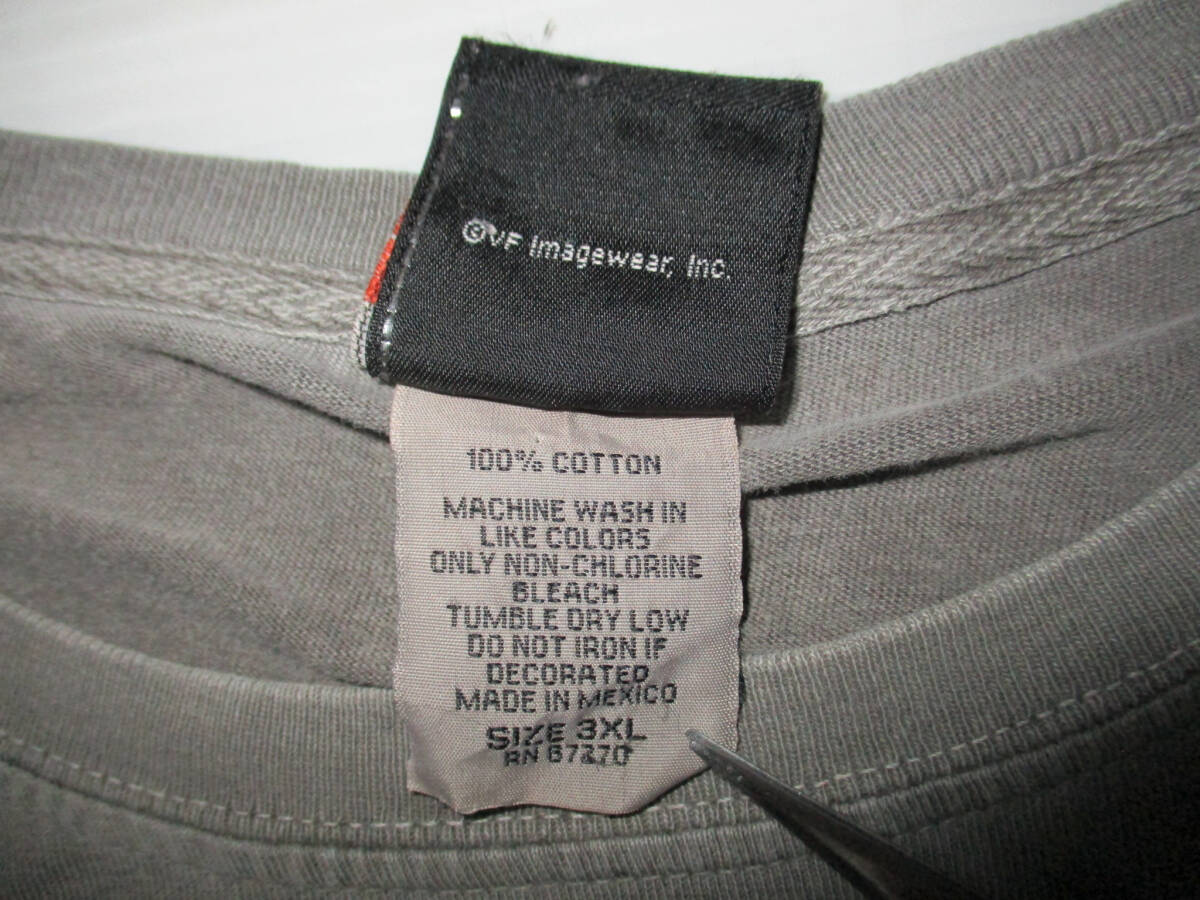 ©VF Imagewear, Inc.
100% COTTON
MACHINE WASH IN
LIKE COLORS
ONLY NON-CHLORINE
BLEACH
TUMBLE DRY LOW
DO NOT IRON IF
DECORATED
MADE IN MEXICO
SIZE 3XL
RN